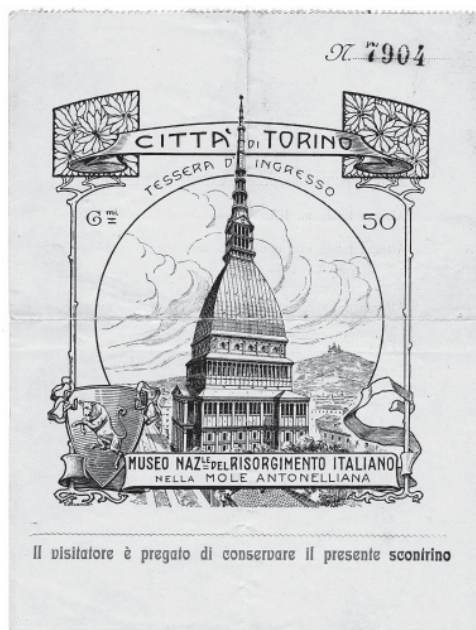 N. 7904
CITTÀ DI TORINO
TESSERA D'INGRESSO
Cmi. 50
MUSEO NAZLE DEL RISORGIMENTO ITALIANO
NELLA MOLE ANTONELLIANA
Il visitatore è pregato di conservare il presente scontrino